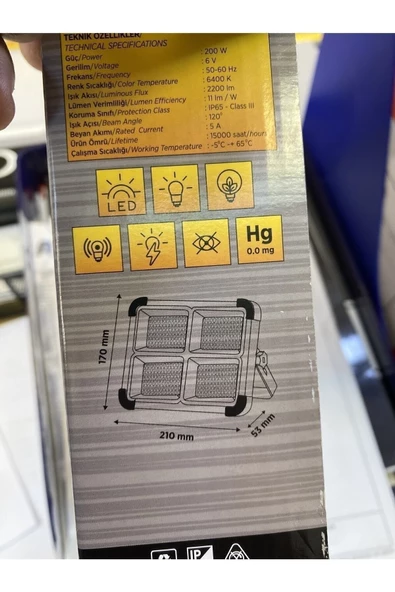 TEKNİK ÖZELLİKLER/
TECHNICAL SPECIFICATIONS
Güç/Power : 200 W
Gerilim/Voltage : 6 V
Frekans/Frequency : 50-60 Hz
Renk Sıcaklığı/Color Temperature : 6400 K
Işık Akısı/Luminous Flux : 2200 lm
Lümen Verimliliği/Lumen Efficiency : 11 lm / W
Koruma Sınıfı/Protection Class : IP65 - Class III
Işık Açısı/Beam Angle : 120°
Beyan Akımı/Rated Current : 5 A
Ürün Ömrü/Lifetime : 15000 saat/hours
Çalışma Sıcaklığı/Working Temperature : -5°C -+ 65°C
LED
Hg
0.0 mg
170 mm
210 mm
53 mm
IP